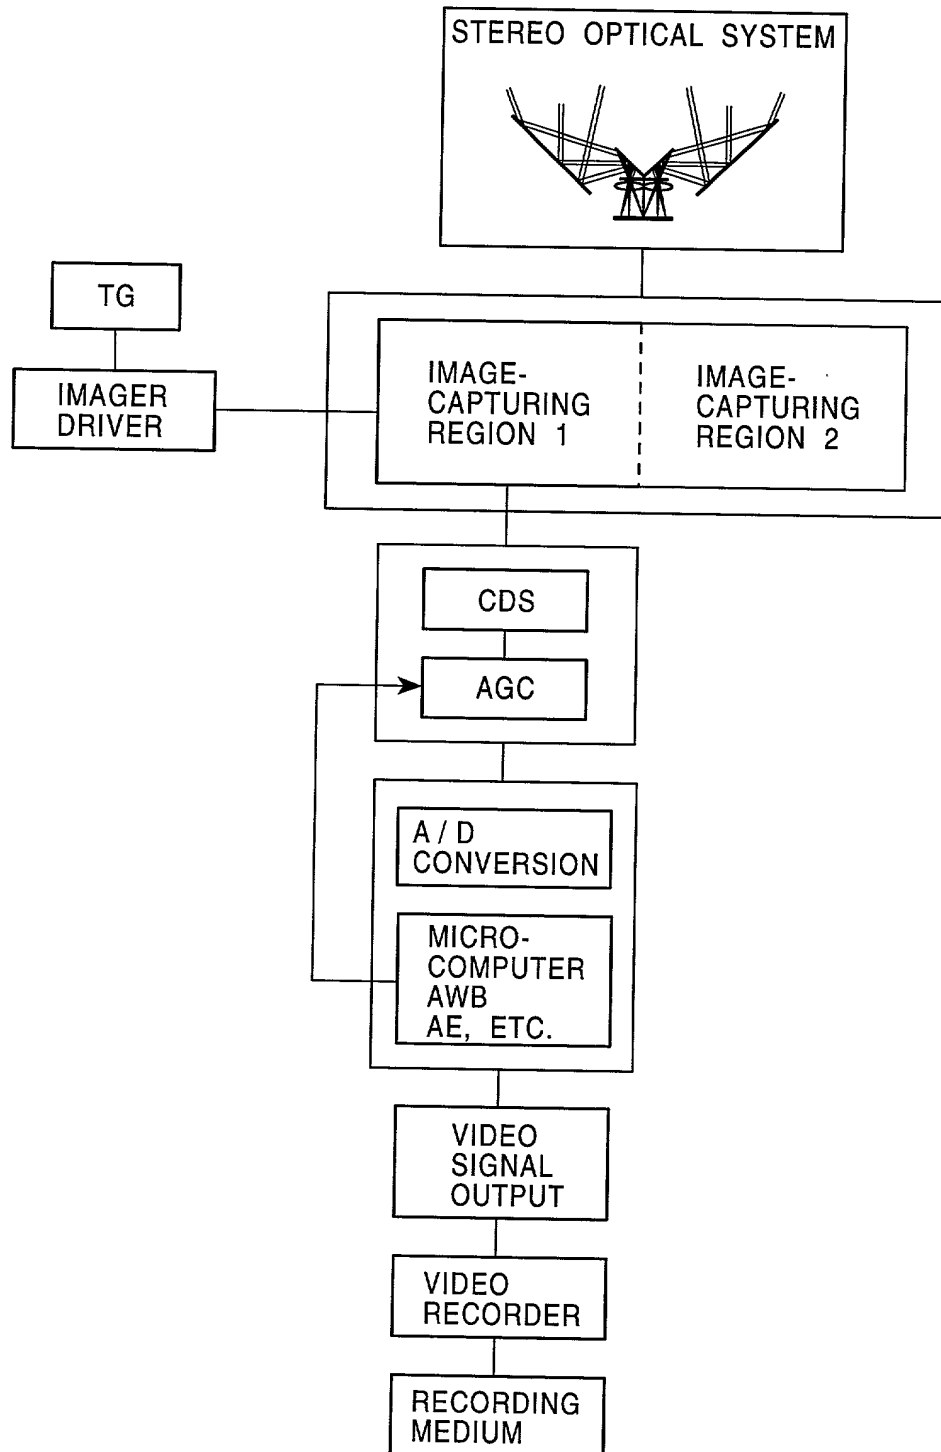 STEREO OPTICAL SYSTEM
TG
IMAGER
DRIVER
IMAGE-
CAPTURING
REGION 1
IMAGE-
CAPTURING
REGION 2
CDS
AGC
A / D
CONVERSION
MICRO-
COMPUTER
AWB
AE, ETC.
VIDEO
SIGNAL
OUTPUT
VIDEO
RECORDER
RECORDING
MEDIUM